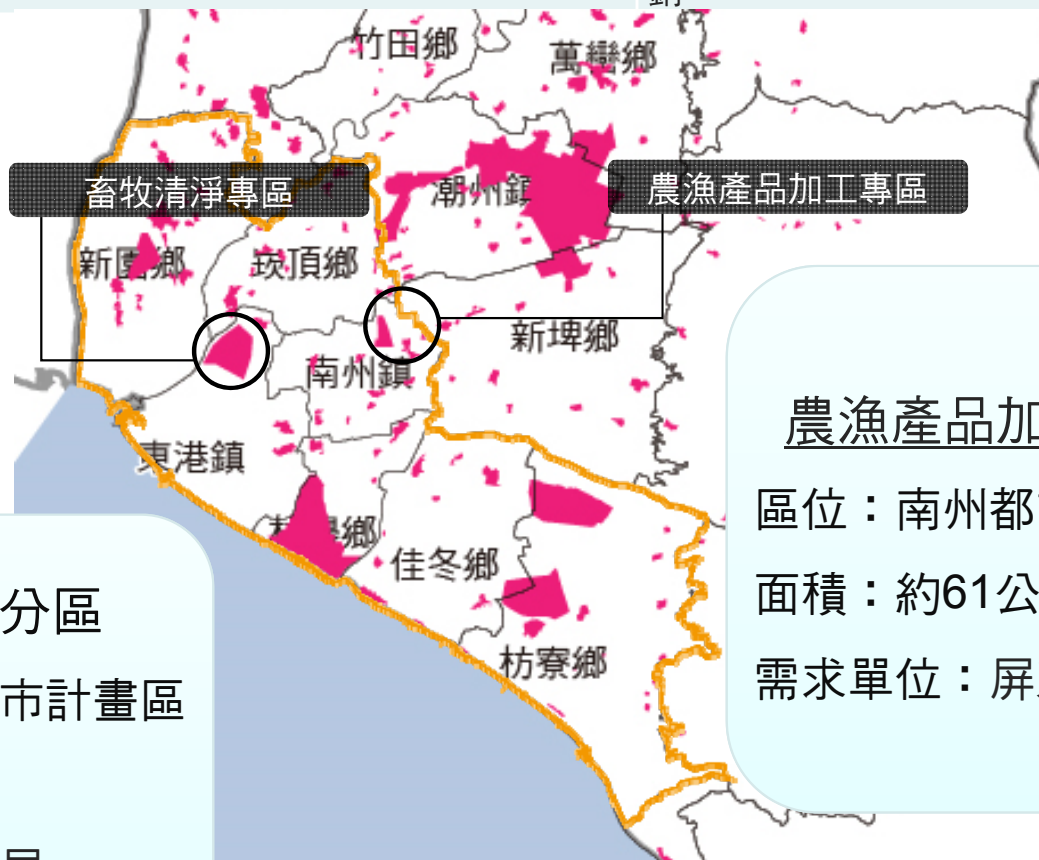 竹田鄉
萬巒鄉
畜牧清淨專區
潮州鎮
農漁產品加工專區
新園鄉
崁頂鄉
新埤鄉
南州鎮
農漁產品加
東港鎮
區位：南州都
鄉
佳冬鄉
面積：約61公
分區
枋寮鄉
需求單位：屏
市計畫區